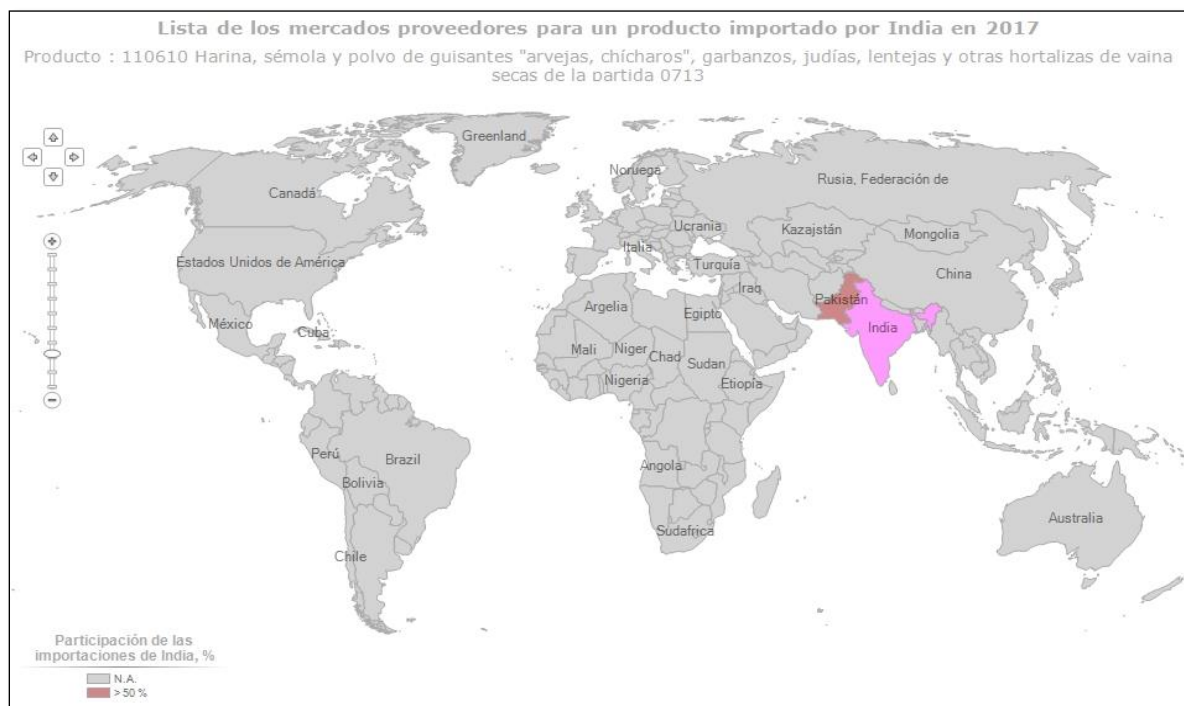 Lista de los mercados proveedores para un producto importado por India en 2017
Producto : 110610 Harina, sémola y polvo de guisantes "arvejas, chícharos", garbanzos, judías, lentejas y otras hortalizas de vaina
secas de la partida 0713
Greenland
Noruega
Rusia, Federación de
Canadá
Ucrania
Kazajstán
Mongolia
Italia
Estados Unidos de América
Turquía
China
Iraq
Pakistán
Argelia
Egipto
México
Cuba
India
Mali
Niger
Chad
Sudan
Nigeria
Etiopía
Perú
Brazil
Angola
Bolivia
Australia
Sudafrica
Chile
Participación de las
importaciones de India, %
N.A.
> 50 %